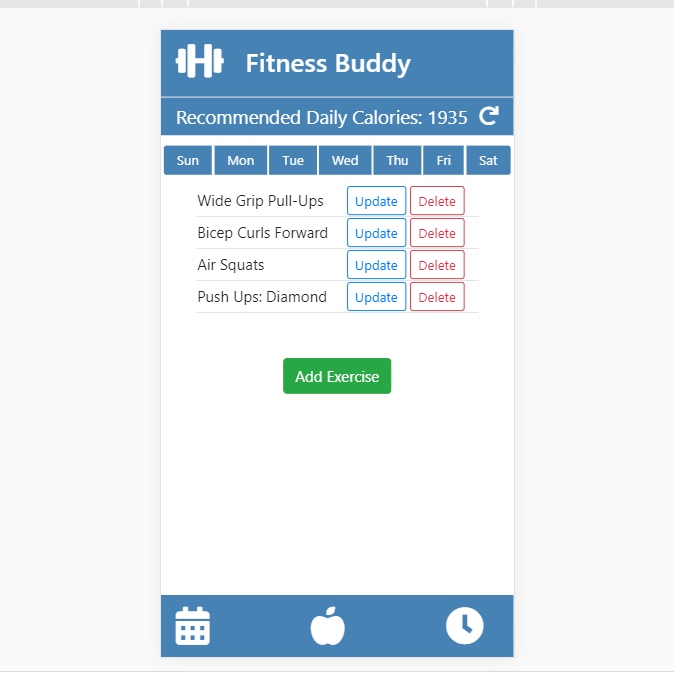 Fitness Buddy
Recommended Daily Calories: 1935
Sun Mon Tue Wed Thu Fri Sat
Wide Grip Pull-Ups Update Delete
Bicep Curls Forward Update Delete
Air Squats Update Delete
Push Ups: Diamond Update Delete
Add Exercise